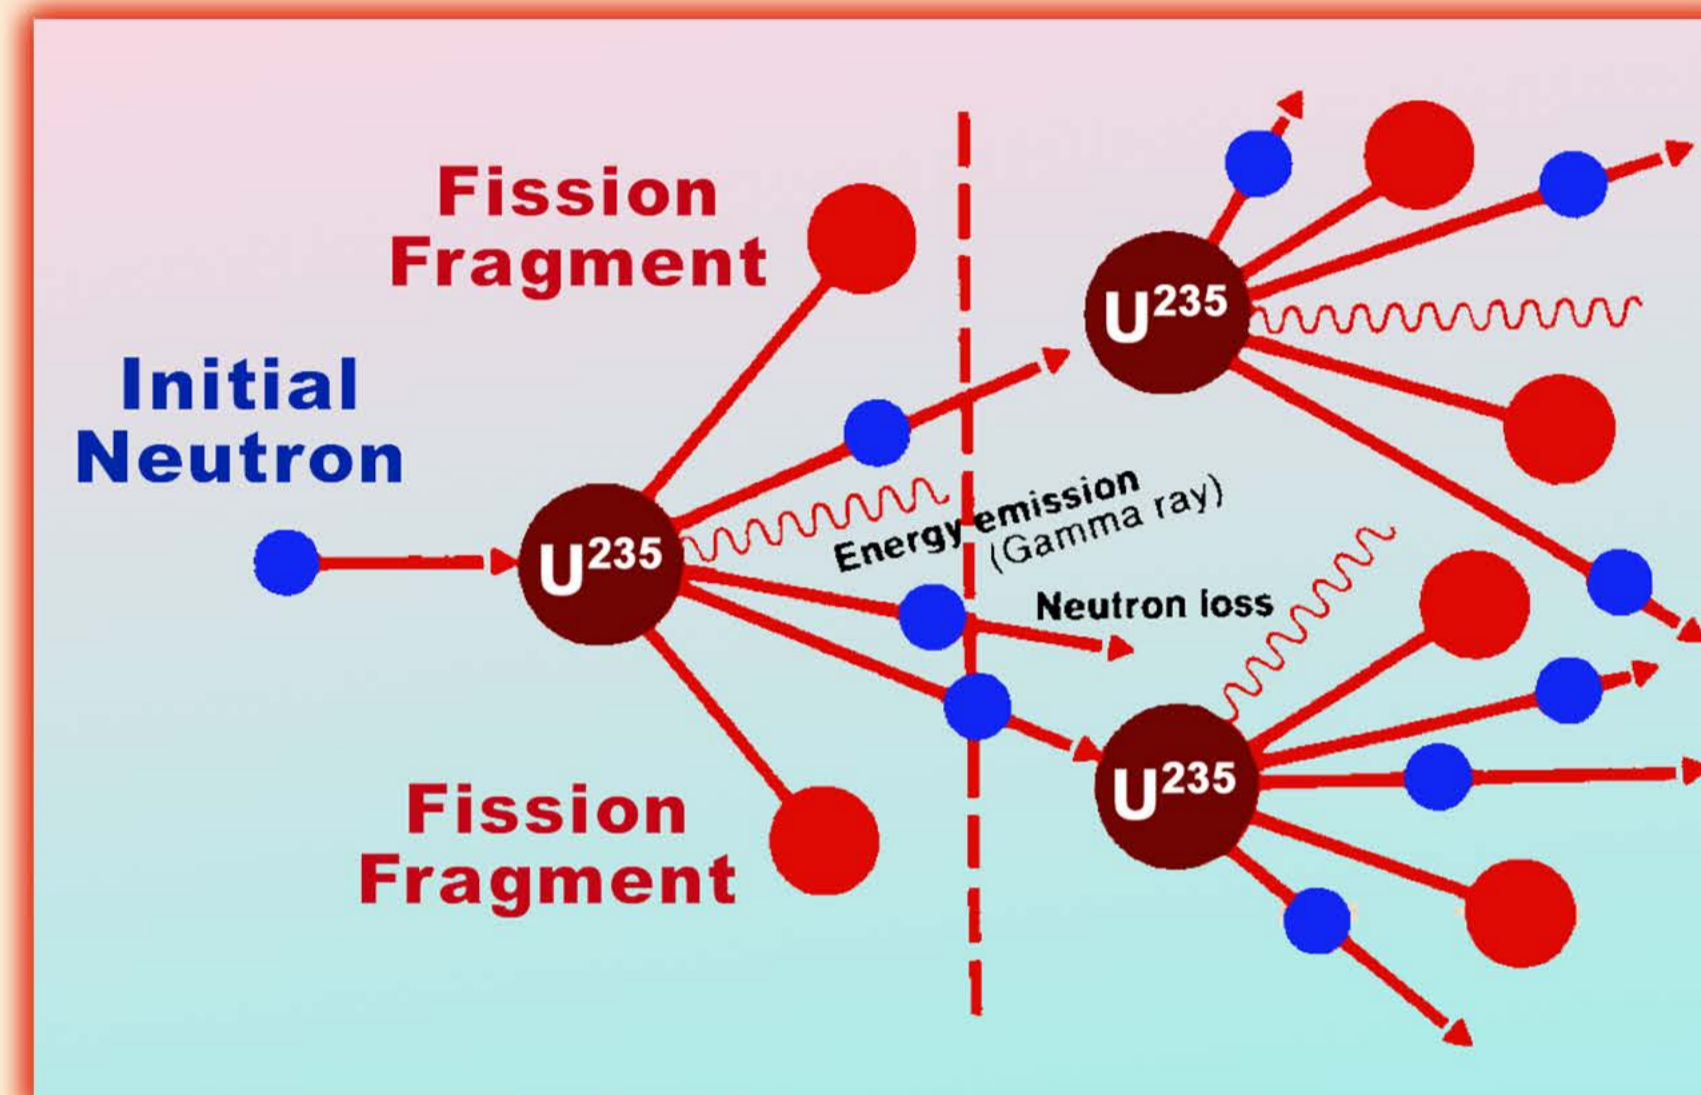 Fission
Fragment
Initial
Neutron
U²³⁵
U²³⁵
Energy emission
(Gamma ray)
Neutron loss
U²³⁵
Fission
Fragment